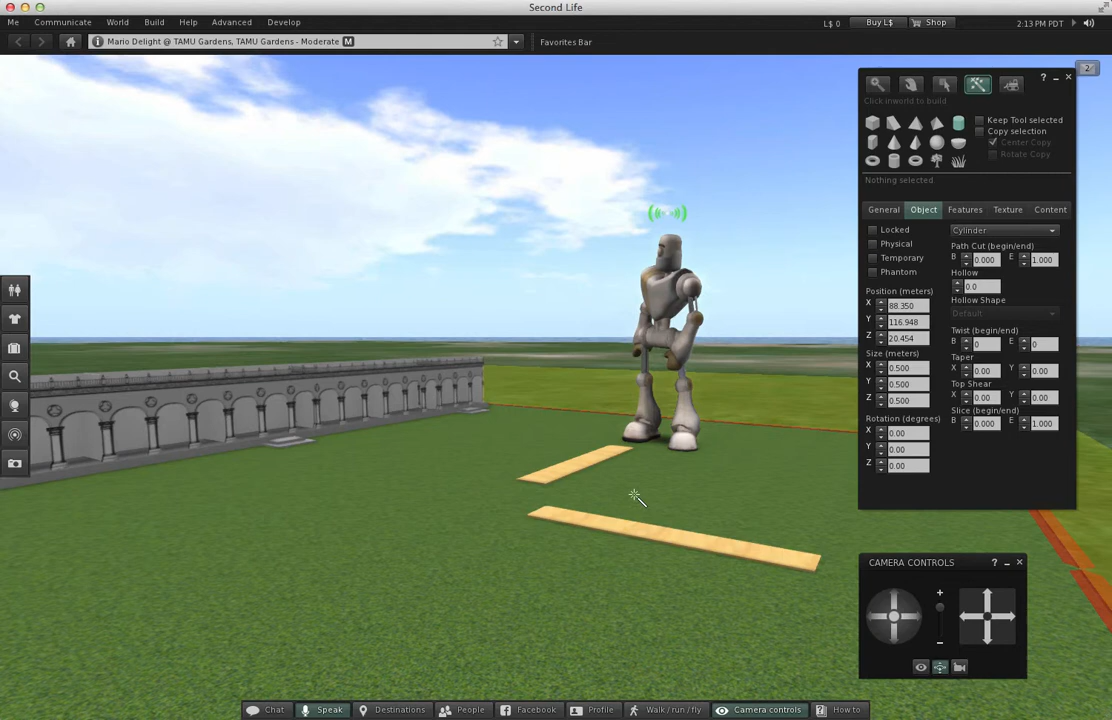 Second Life
Me Communicate World Build Help Advanced Develop L$ 0 Buy L$ Shop 2:13 PM PDT
Mario Delight @ TAMU Gardens, TAMU Gardens - Moderate M Favorites Bar
2
?
Click inworld to build
Keep Tool selected
Copy selection
Center Copy
Rotate Copy
Nothing selected.
General Object Features Texture Content
Locked
Physical
Temporary
Phantom
Position (meters)
X 88.350
Y 116.948
Z 20.454
Size (meters)
X 0.500
Y 0.500
Z 0.500
Rotation (degrees)
X 0.00
Y 0.00
Z 0.00
Cylinder
Path Cut (begin/end)
B 0.000 E 1.000
Hollow
0.0
Hollow Shape
Default
Twist (begin/end)
B 0 E 0
Taper
X 0.00 Y 0.00
Top Shear
X 0.00 Y 0.00
Slice (begin/end)
B 0.000 E 1.000
CAMERA CONTROLS ?
Chat Speak Destinations People Facebook Profile Walk / run / fly Camera controls How to